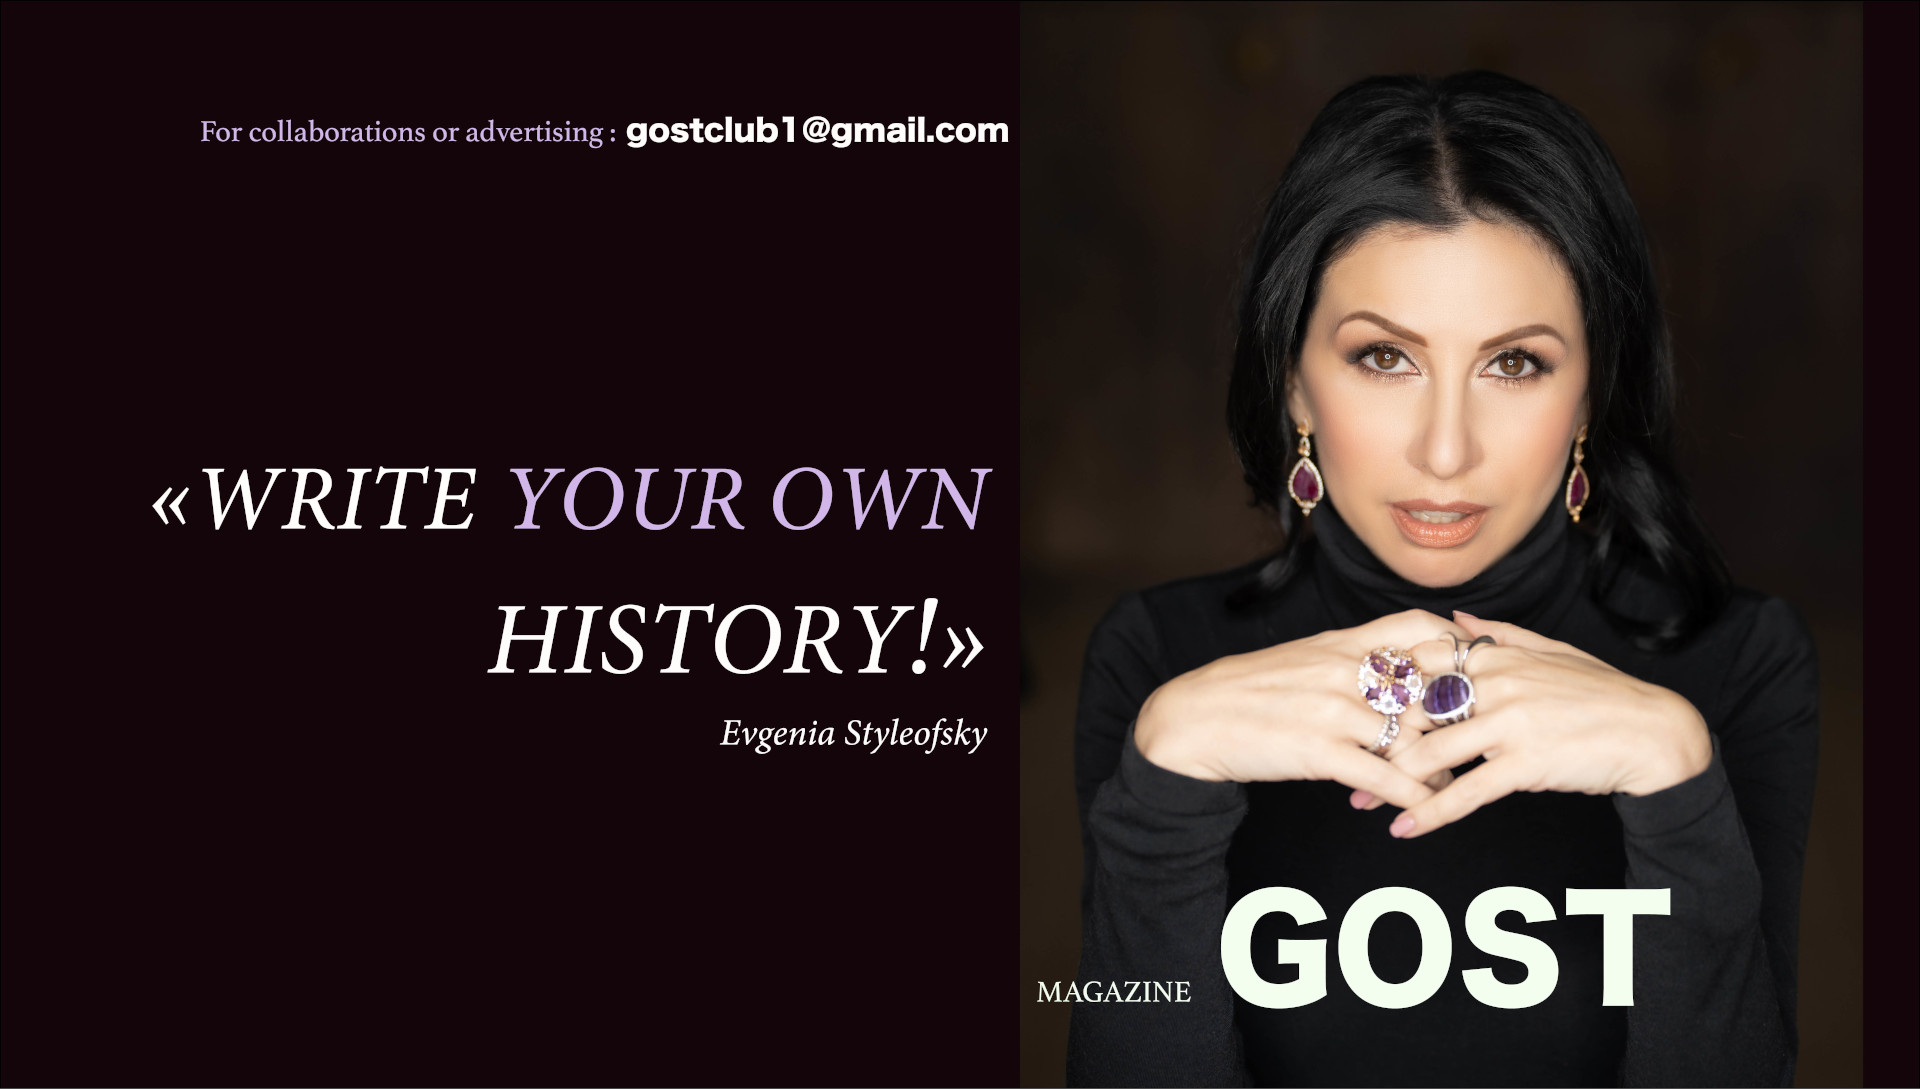 For collaborations or advertising : gostclub1@gmail.com
«WRITE YOUR OWN
HISTORY!»
Evgenia Styleofsky
MAGAZINE GOST